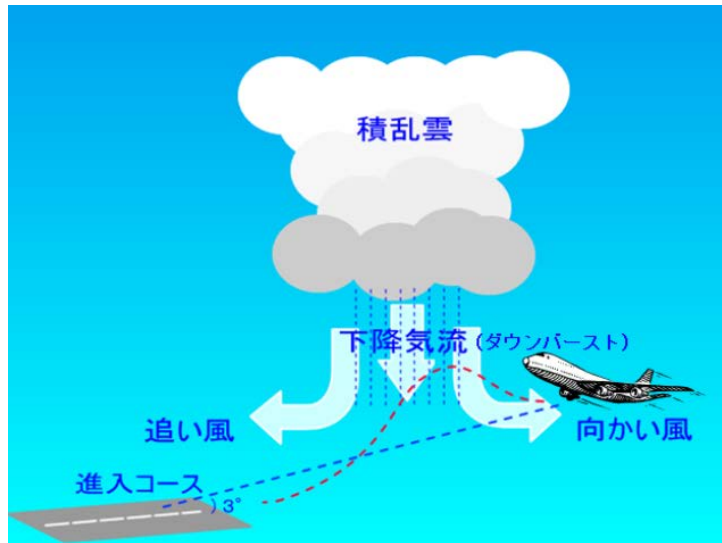 積乱雲
下降気流(ダウンバースト)
追い風
向かい風
進入コース
3°